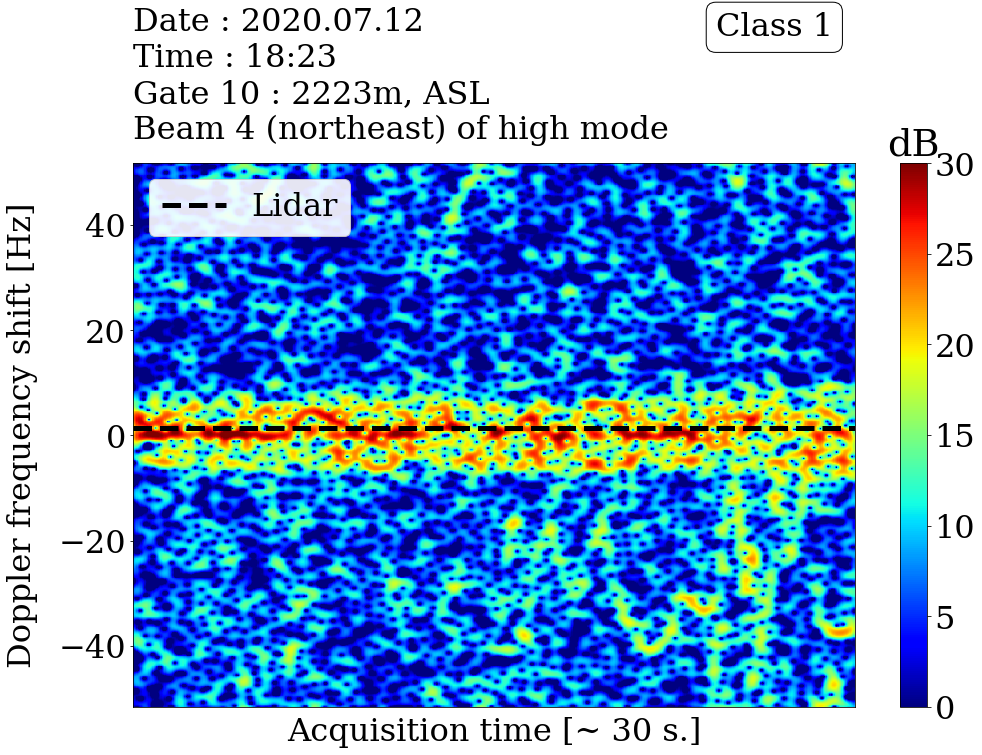 Date : 2020.07.12
Time : 18:23
Gate 10 : 2223m, ASL
Beam 4 (northeast) of high mode
Class 1
dB
Lidar
Doppler frequency shift [Hz]
40
20
0
−20
−40
30
25
20
15
10
5
0
Acquisition time [~ 30 s.]